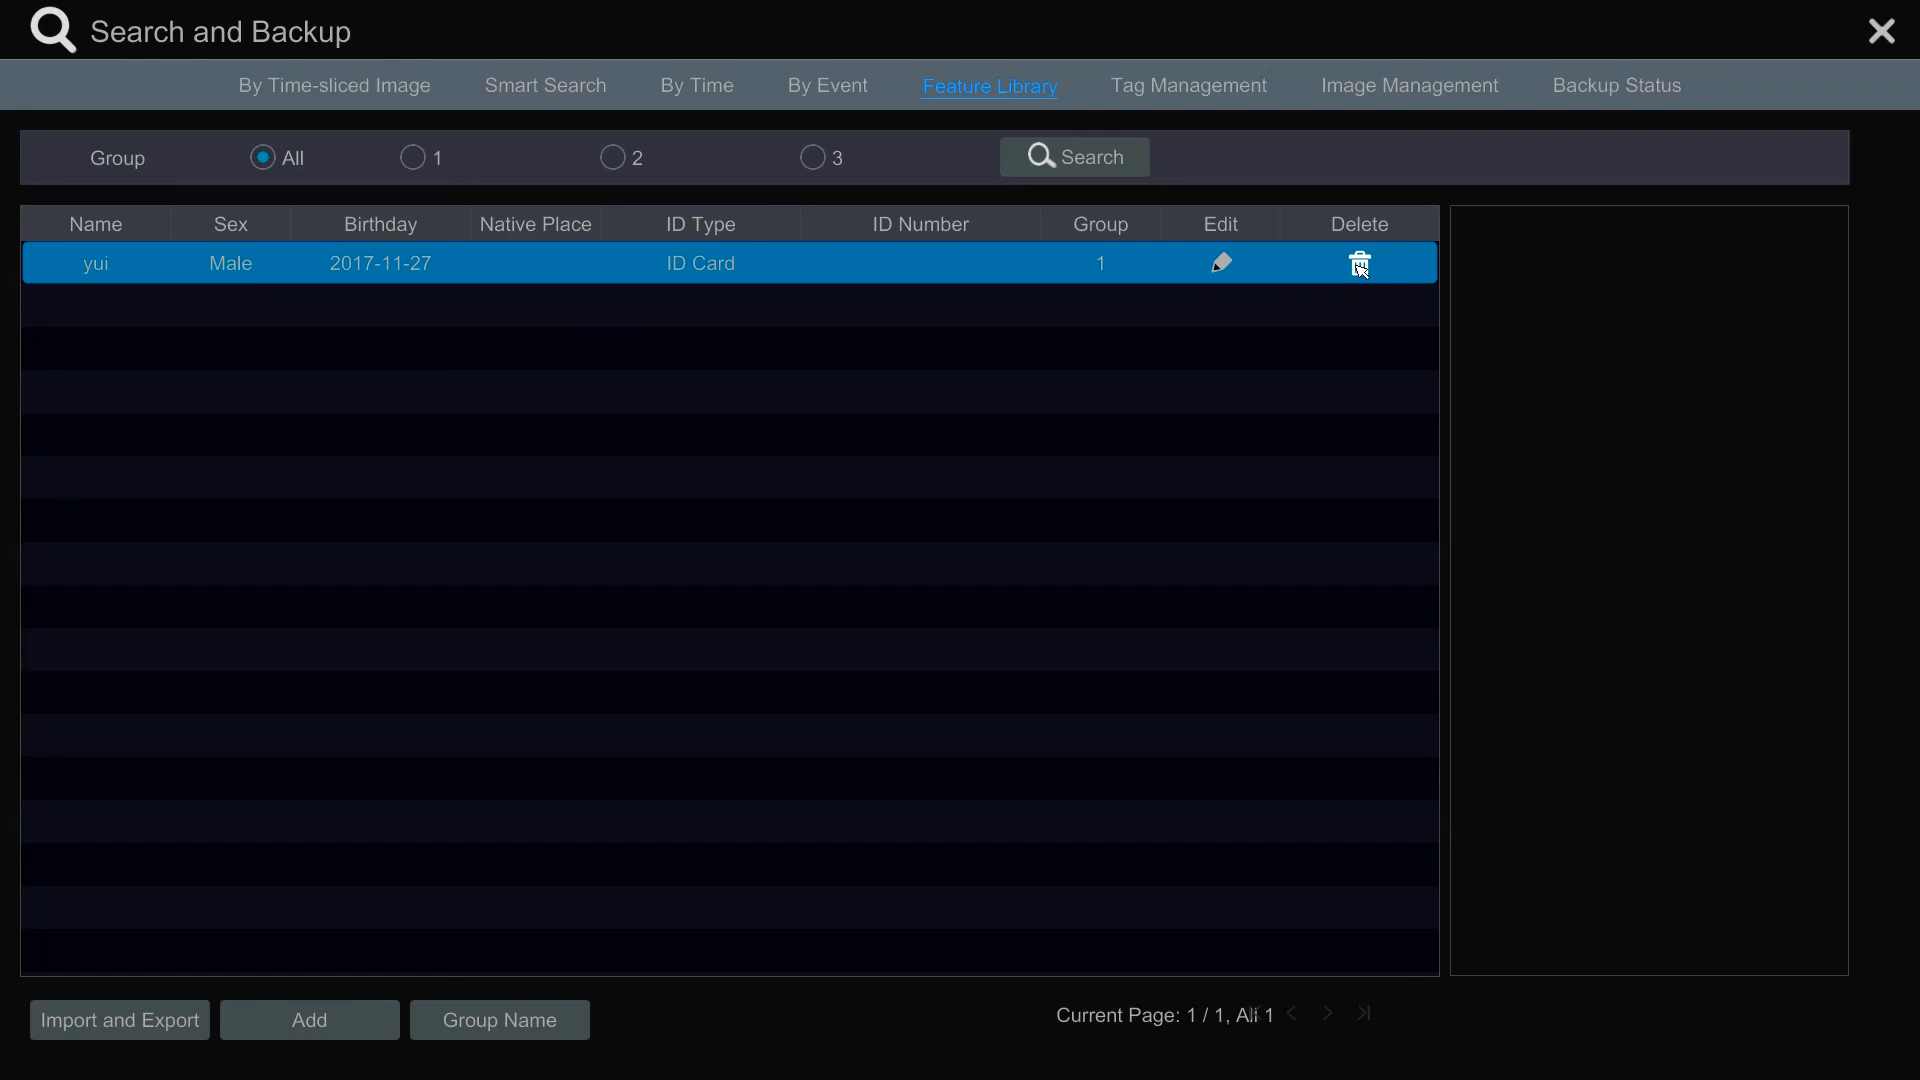 Search and Backup
By Time-sliced Image Smart Search By Time By Event Feature Library Tag Management Image Management Backup Status
Group All 1 2 3 Search
Name Sex Birthday Native Place ID Type ID Number Group Edit Delete
yui Male 2017-11-27 ID Card 1
Import and Export Add Group Name Current Page: 1 / 1, All 1